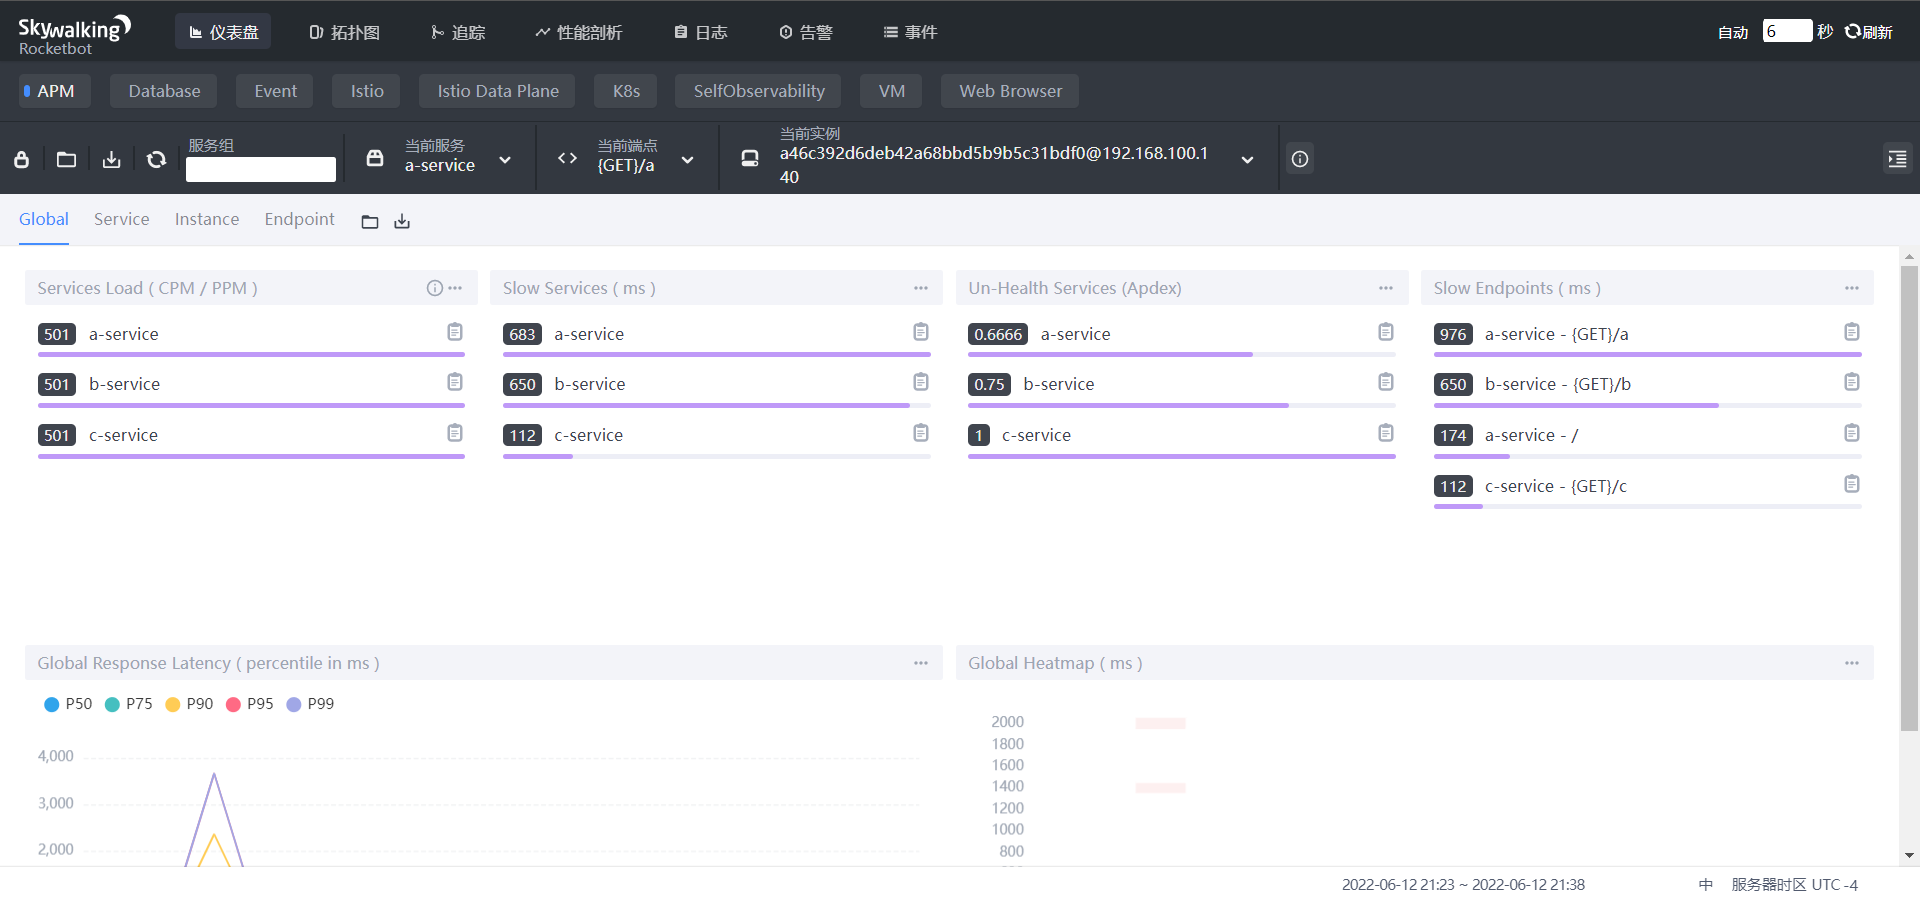 Skywalking
Rocketbot
仪表盘
拓扑图
追踪
性能剖析
日志
告警
事件
自动 6 秒 刷新
APM
Database
Event
Istio
Istio Data Plane
K8s
SelfObservability
VM
Web Browser
服务组
当前服务
a-service
当前端点
{GET}/a
当前实例
a46c392d6deb42a68bbd5b9b5c31bdf0@192.168.100.1
40
Global
Service
Instance
Endpoint
Services Load ( CPM / PPM )
501 a-service
501 b-service
501 c-service
Slow Services ( ms )
683 a-service
650 b-service
112 c-service
Un-Health Services (Apdex)
0.6666 a-service
0.75 b-service
1 c-service
Slow Endpoints ( ms )
976 a-service - {GET}/a
650 b-service - {GET}/b
174 a-service - /
112 c-service - {GET}/c
Global Response Latency ( percentile in ms )
P50 P75 P90 P95 P99
4,000
3,000
2,000
Global Heatmap ( ms )
2000
1800
1600
1400
1200
1000
800
2022-06-12 21:23 ~ 2022-06-12 21:38
中
服务器时区 UTC -4